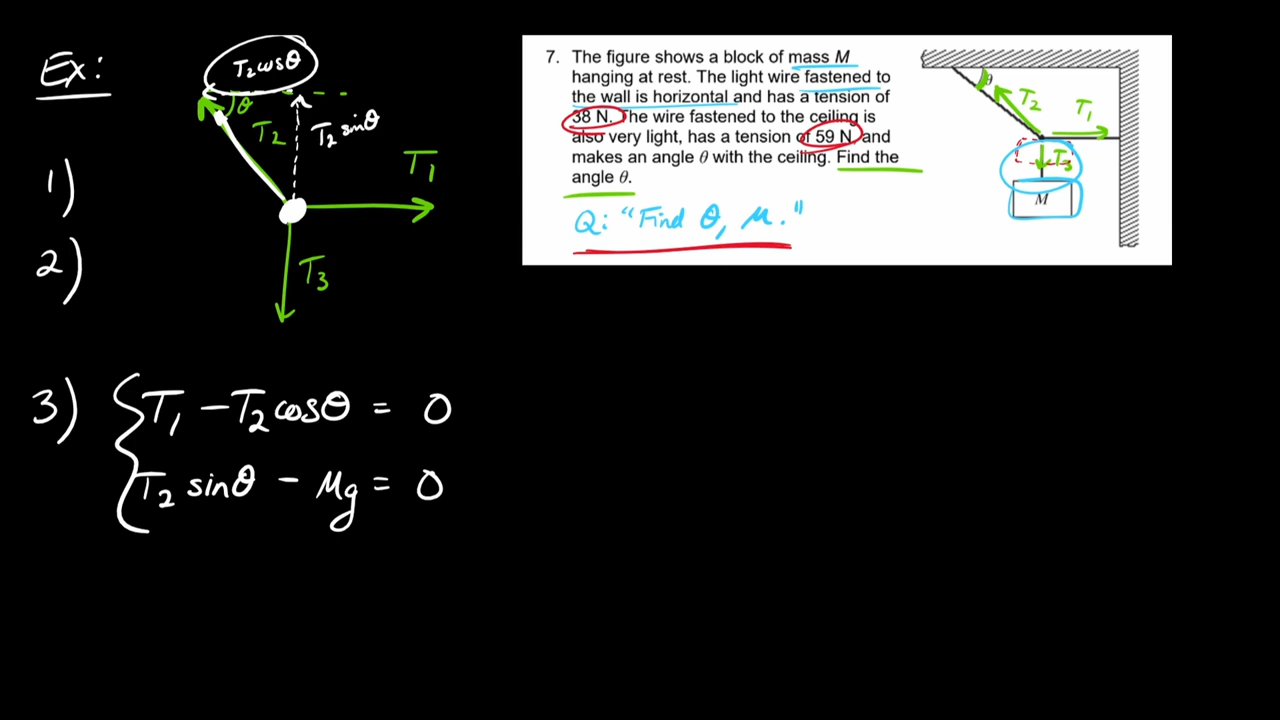 Ex:
T₂cosθ
θ
T₂
T₂sinθ
T₁
T₃
1)
2)
3) T₁ − T₂cosθ = 0
T₂ sinθ − Mg = 0
7. The figure shows a block of mass M
hanging at rest. The light wire fastened to
the wall is horizontal and has a tension of
38 N. The wire fastened to the ceiling is
also very light, has a tension of 59 N, and
makes an angle θ with the ceiling. Find the
angle θ.
Q: "Find θ, M."
θ
T₂
T₁
T₃
M